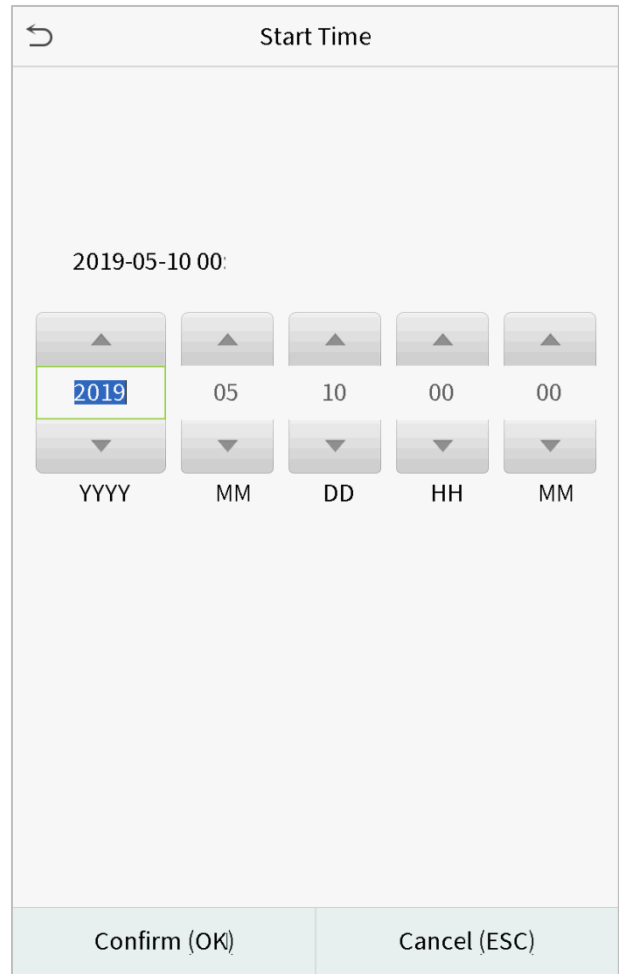 Start Time
2019-05-10 00:
2019 05 10 00 00
YYYY MM DD HH MM
Confirm (OK) Cancel (ESC)